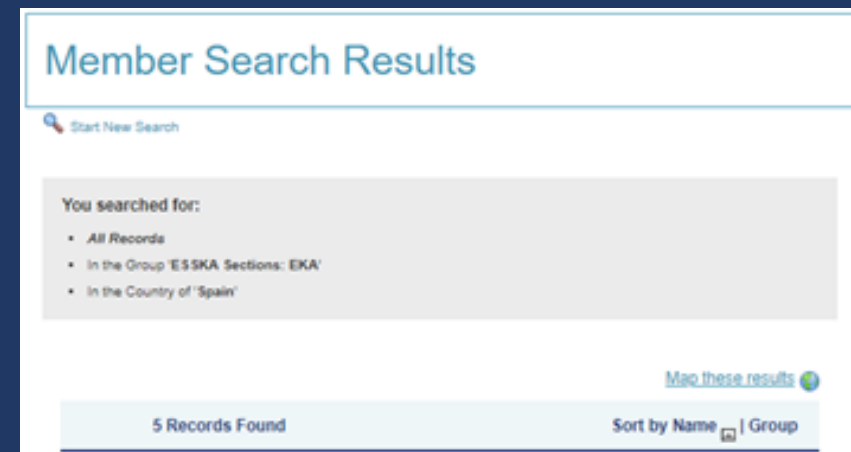 Member Search Results
Start New Search
You searched for:
• All Records
• In the Group 'ESSKA Sections: EKA'
• In the Country of 'Spain'
Map these results
5 Records Found Sort by Name | Group